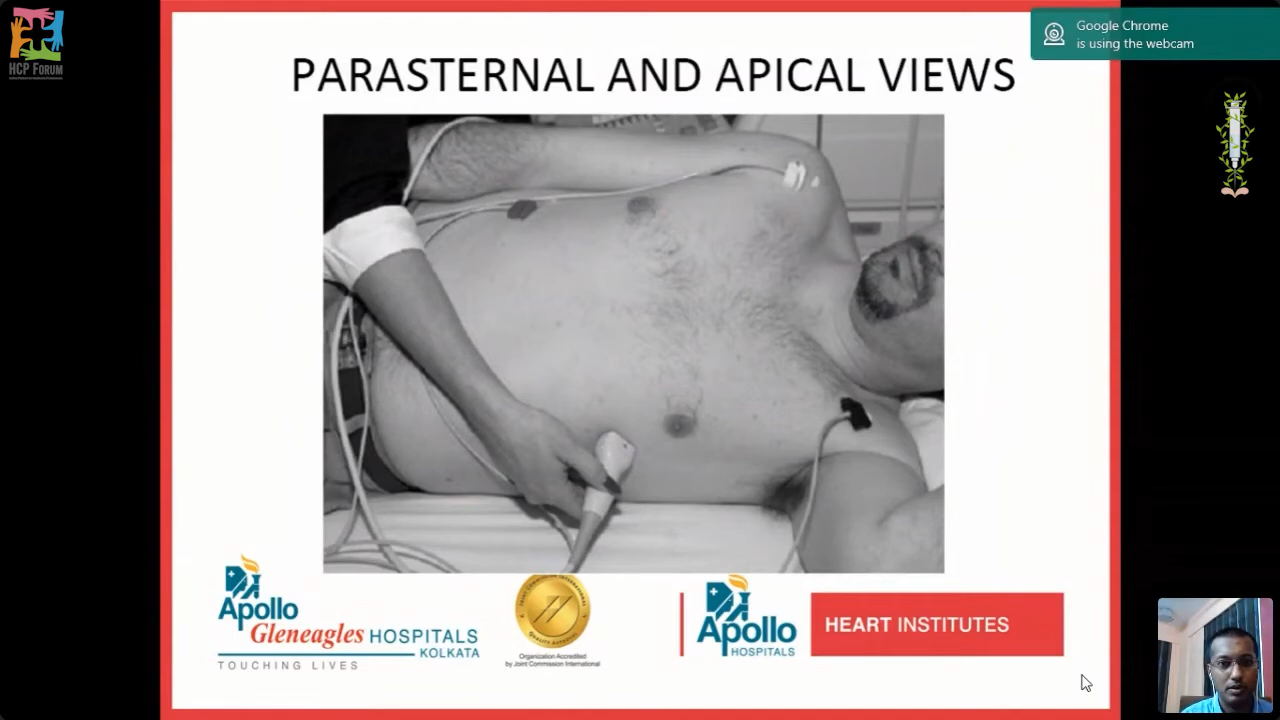 HCP FORUM
Google Chrome
is using the webcam
PARASTERNAL AND APICAL VIEWS
Apollo
Gleneagles HOSPITALS
KOLKATA
TOUCHING LIVES
Organization Accredited
by Joint Commission International
Apollo
HOSPITALS
HEART INSTITUTES